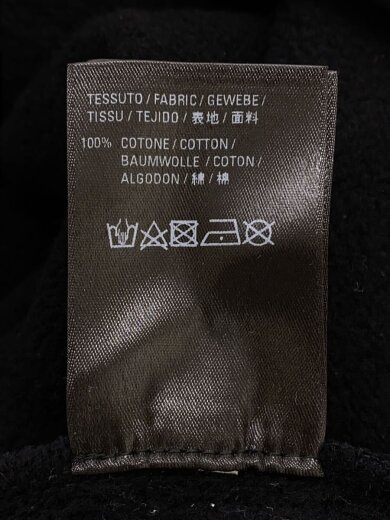 TESSUTO / FABRIC / GEWEBE /
TISSU / TEJIDO / 表地 / 面料
100% COTONE / COTTON /
BAUMWOLLE / COTON /
ALGODON / 綿 / 棉